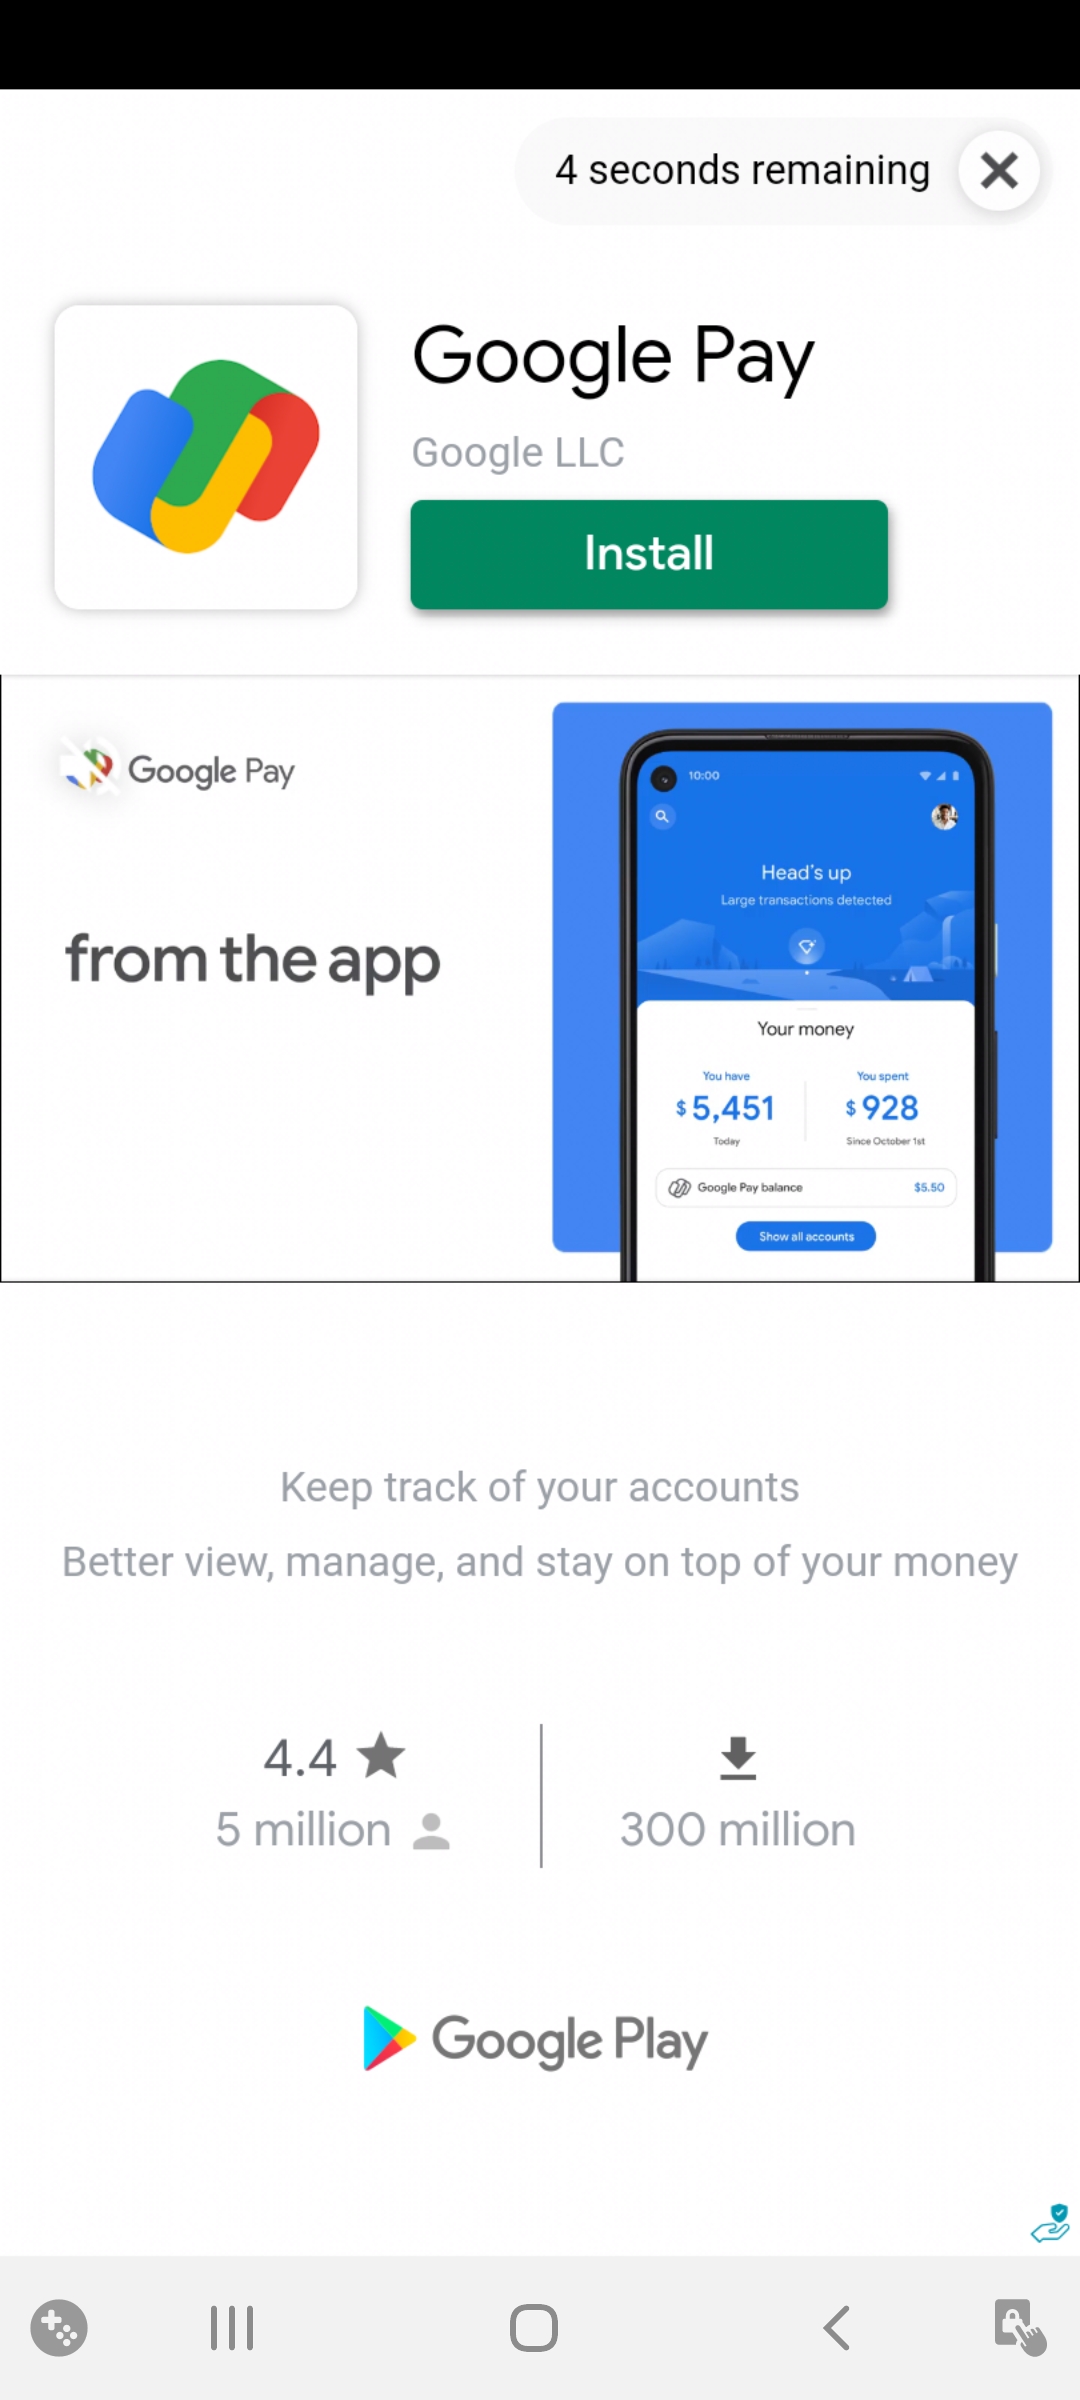 4 seconds remaining
Google Pay
Google LLC
Install
Google Pay
from the app
10:00
Head's up
Large transactions detected
Your money
You have
$5,451
Today
You spent
$928
Since October 1st
Google Pay balance $5.50
Show all accounts
Keep track of your accounts
Better view, manage, and stay on top of your money
4.4
5 million
300 million
Google Play